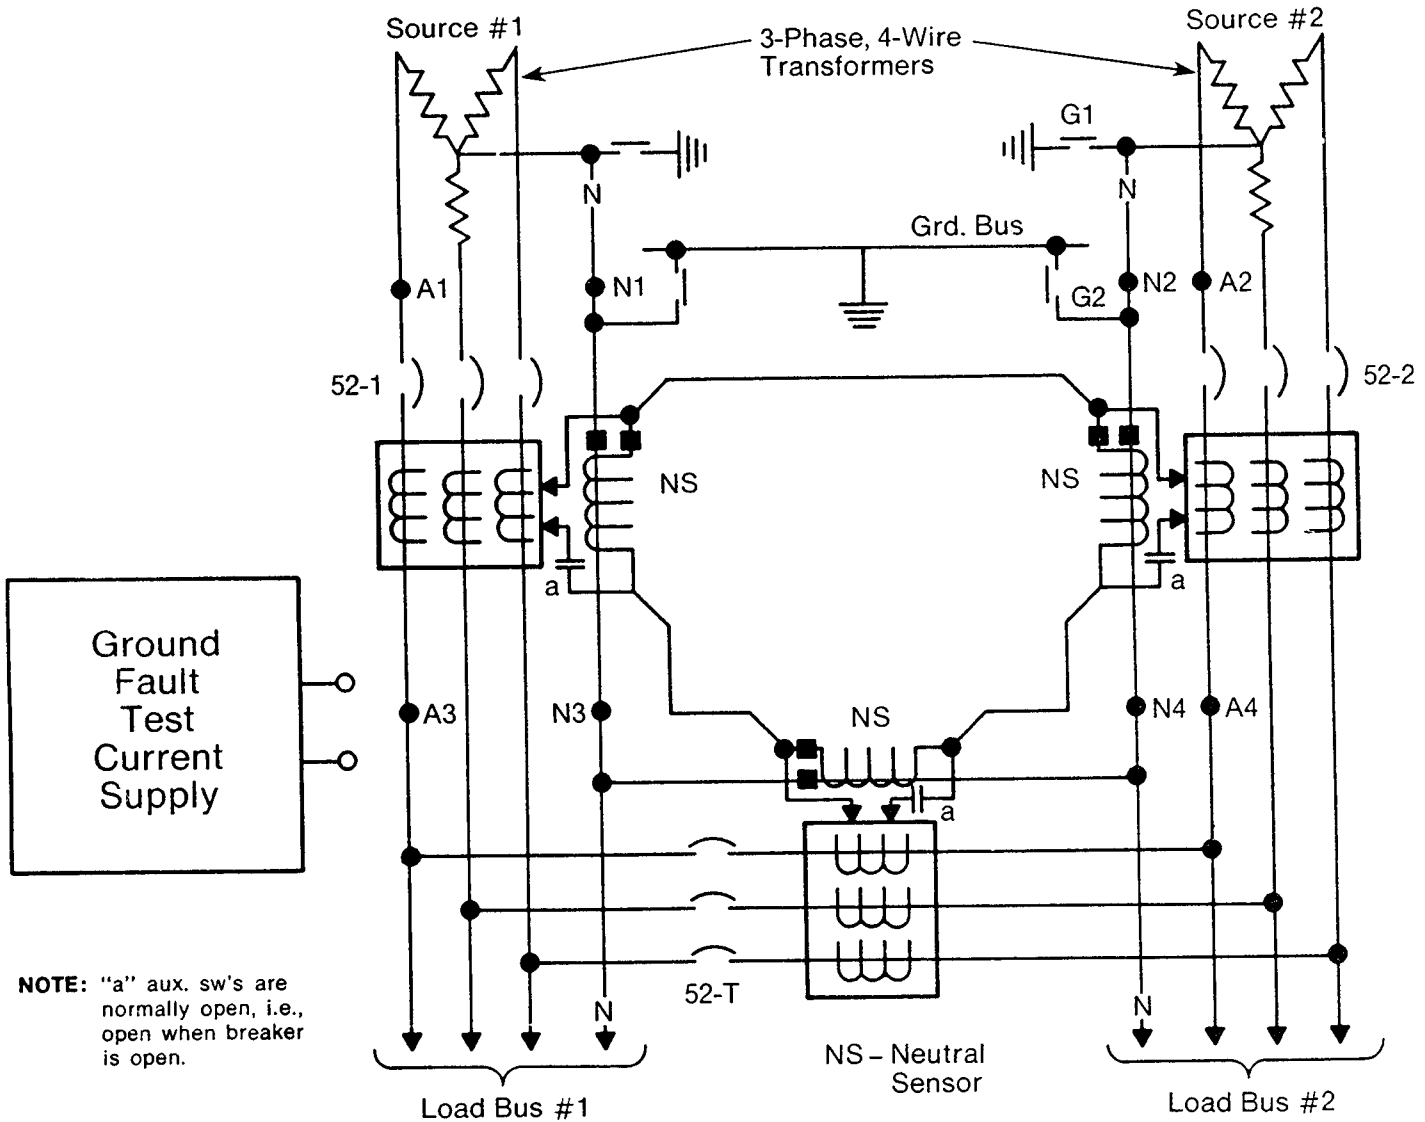 Source #1
3-Phase, 4-Wire
Transformers
Source #2
G1
N
N
Grd. Bus
A1
N1
G2
N2
A2
52-1
52-2
NS
NS
a
a
Ground
Fault
Test
Current
Supply
A3
N3
NS
N4
A4
a
52-T
NOTE: "a" aux. sw's are
normally open, i.e.,
open when breaker
is open.
N
N
NS – Neutral
Sensor
Load Bus #1
Load Bus #2